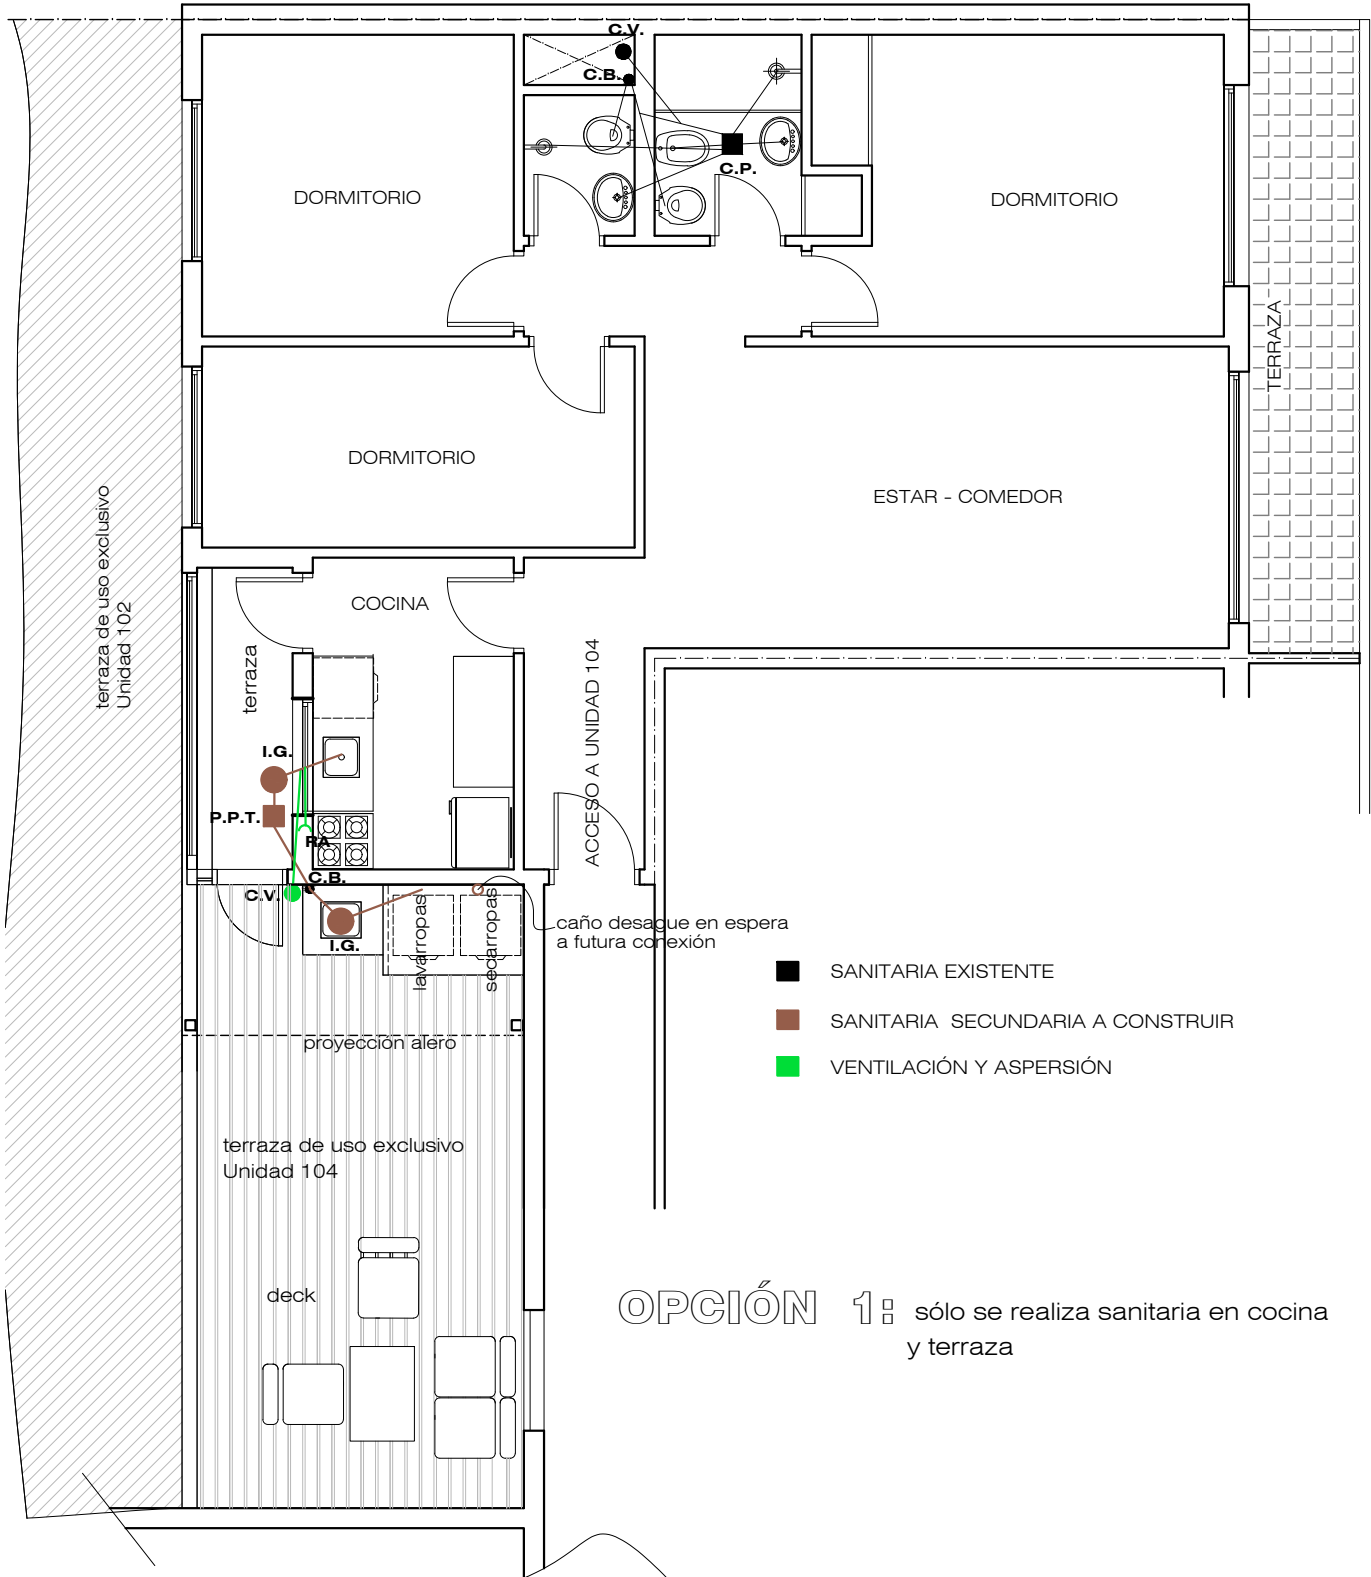 C.V.
C.B.
C.P.
DORMITORIO
DORMITORIO
TERRAZA
DORMITORIO
ESTAR - COMEDOR
terraza de uso exclusivo
Unidad 102
COCINA
terraza
ACCESO A UNIDAD 104
I.G.
P.P.T.
RA
C.B.
C.V.
I.G.
lavarropas
secarropas
caño desague en espera
a futura conexión
SANITARIA EXISTENTE
SANITARIA SECUNDARIA A CONSTRUIR
VENTILACIÓN Y ASPERSIÓN
proyección alero
terraza de uso exclusivo
Unidad 104
deck
OPCIÓN 1: sólo se realiza sanitaria en cocina
y terraza